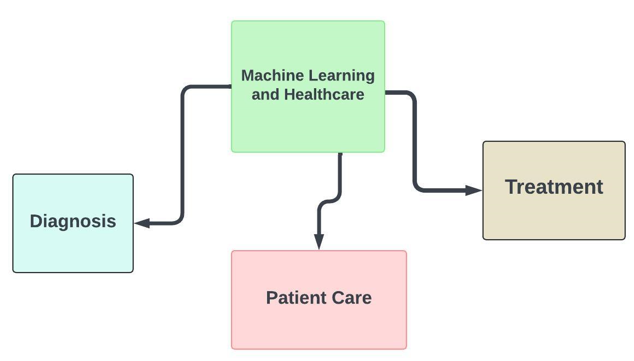 Machine Learning
and Healthcare
Treatment
Diagnosis
Patient Care